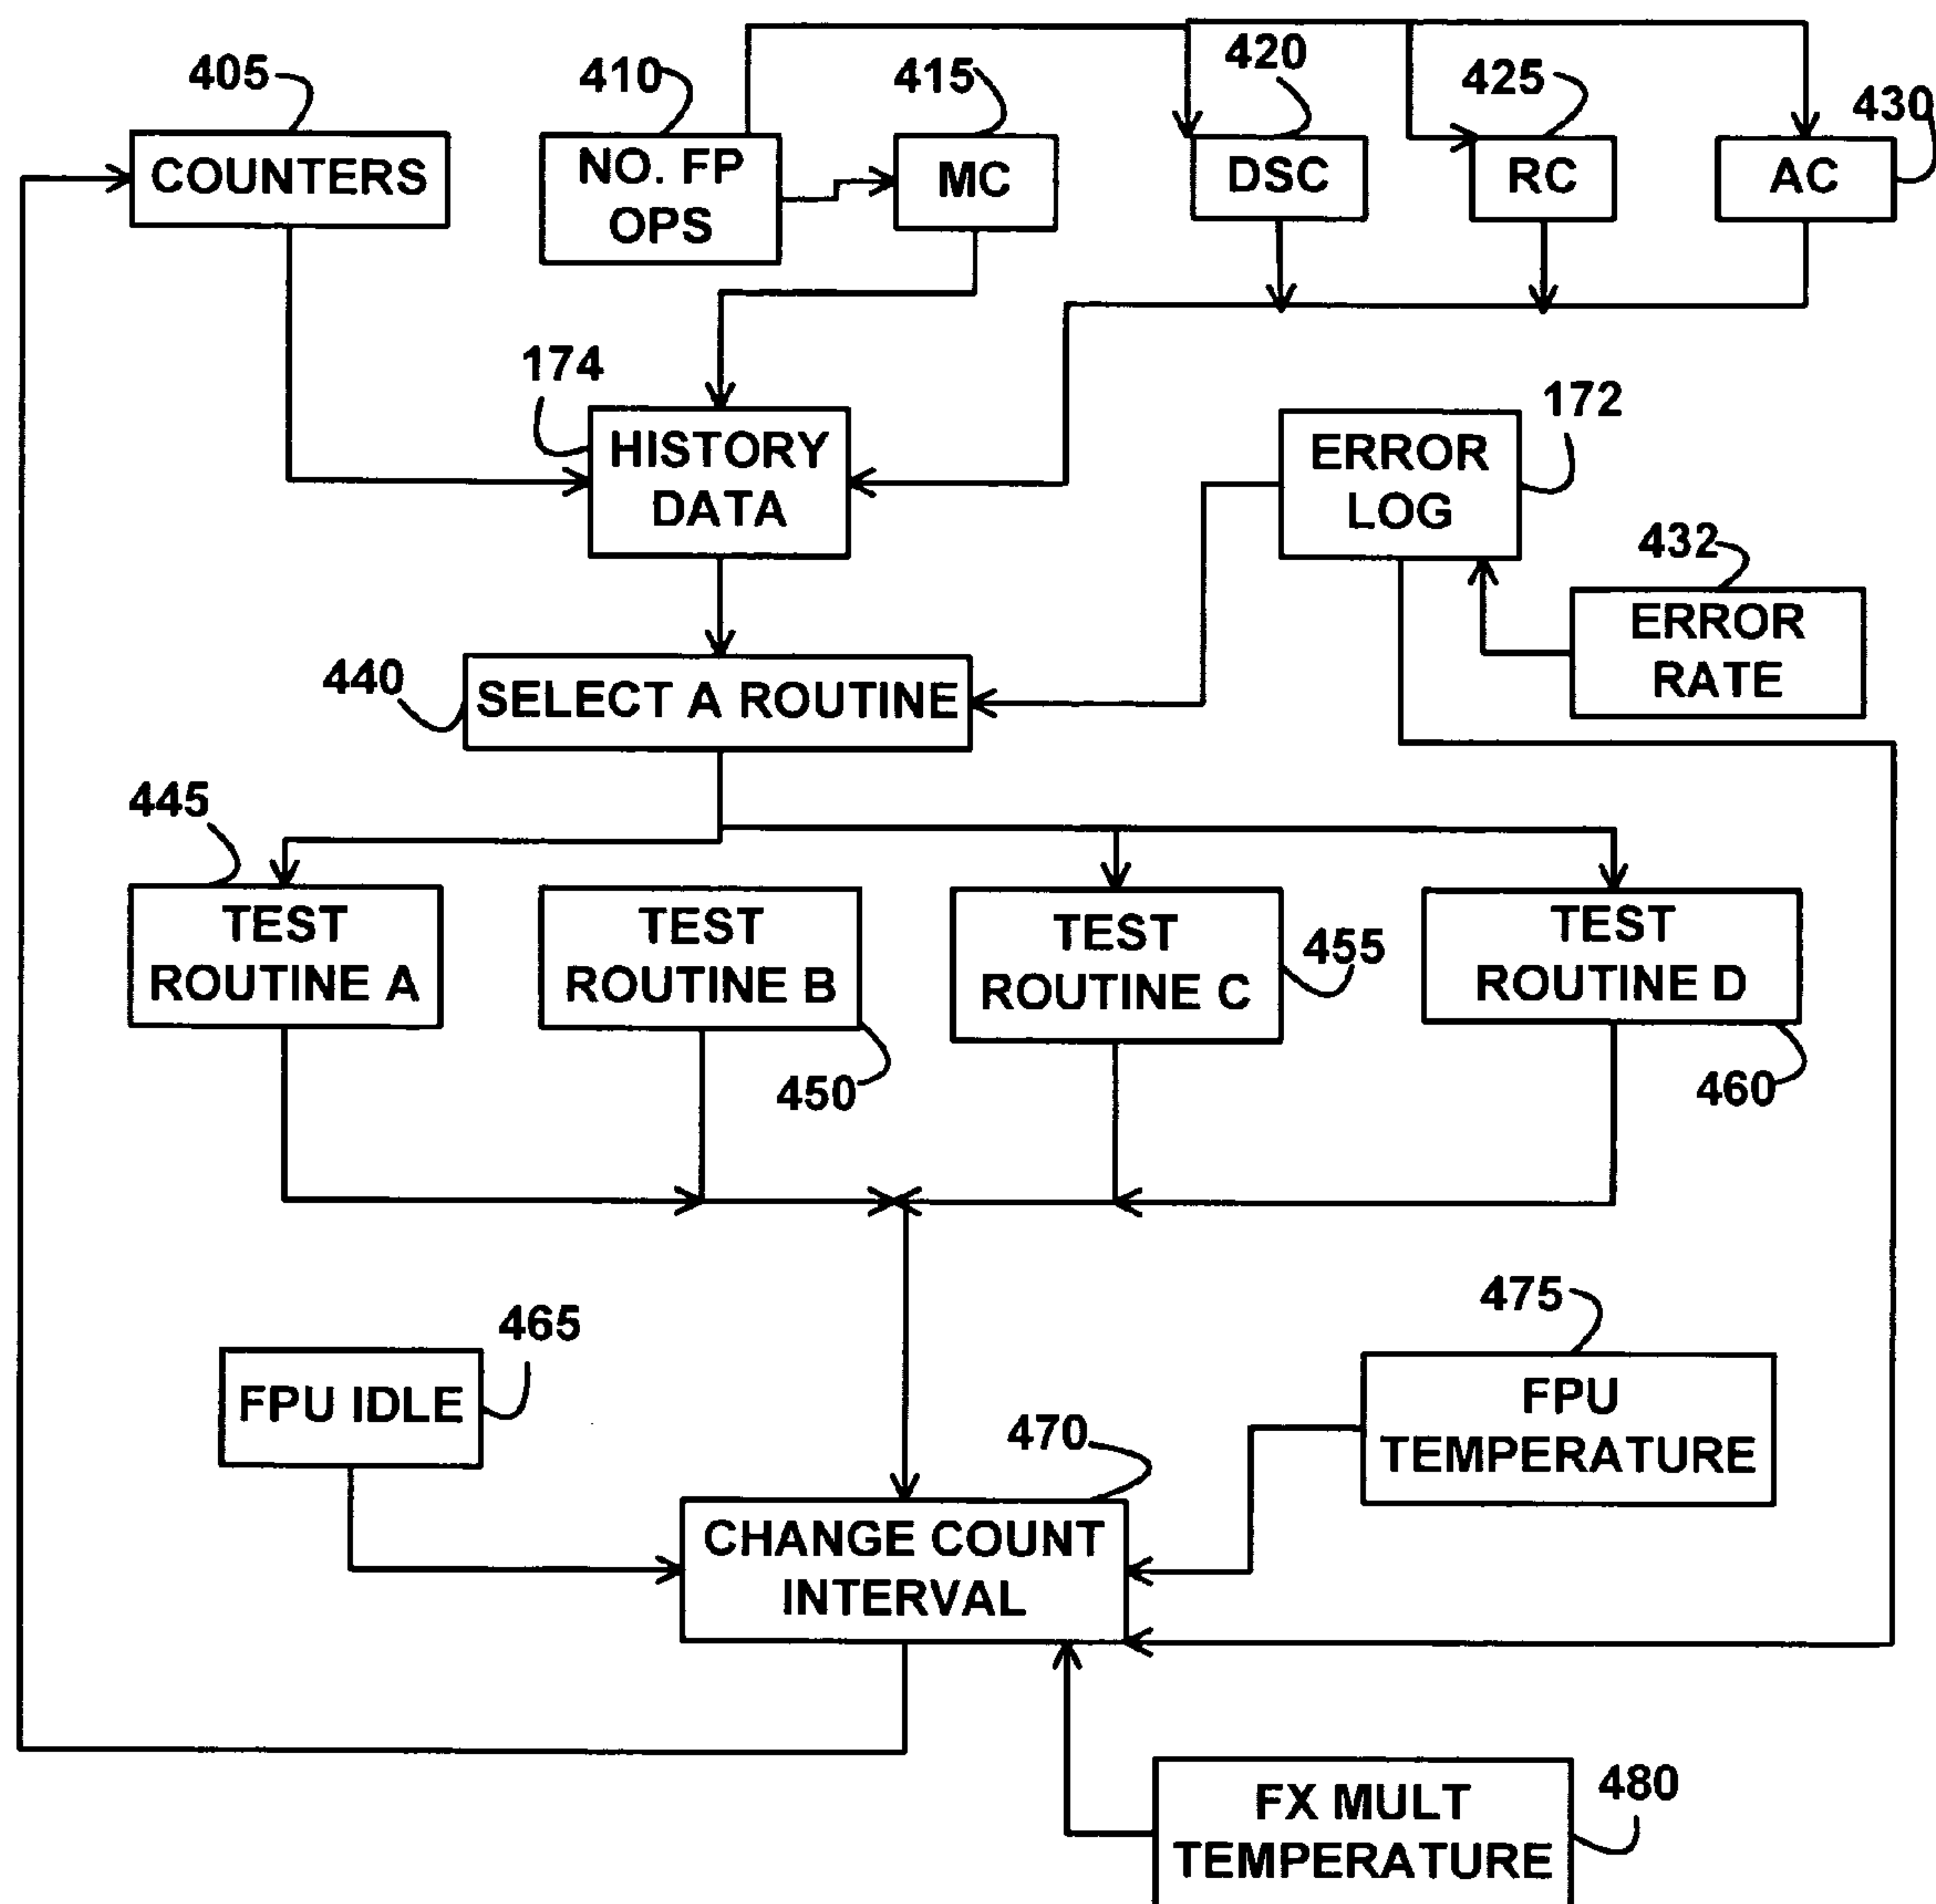 405
410
415
420
425
430
COUNTERS
NO. FP
OPS
MC
DSC
RC
AC
174
HISTORY
DATA
ERROR
LOG
172
432
ERROR
RATE
440
SELECT A ROUTINE
445
TEST
ROUTINE A
TEST
ROUTINE B
450
TEST
ROUTINE C
455
TEST
ROUTINE D
460
465
FPU IDLE
475
FPU
TEMPERATURE
470
CHANGE COUNT
INTERVAL
FX MULT
TEMPERATURE
480